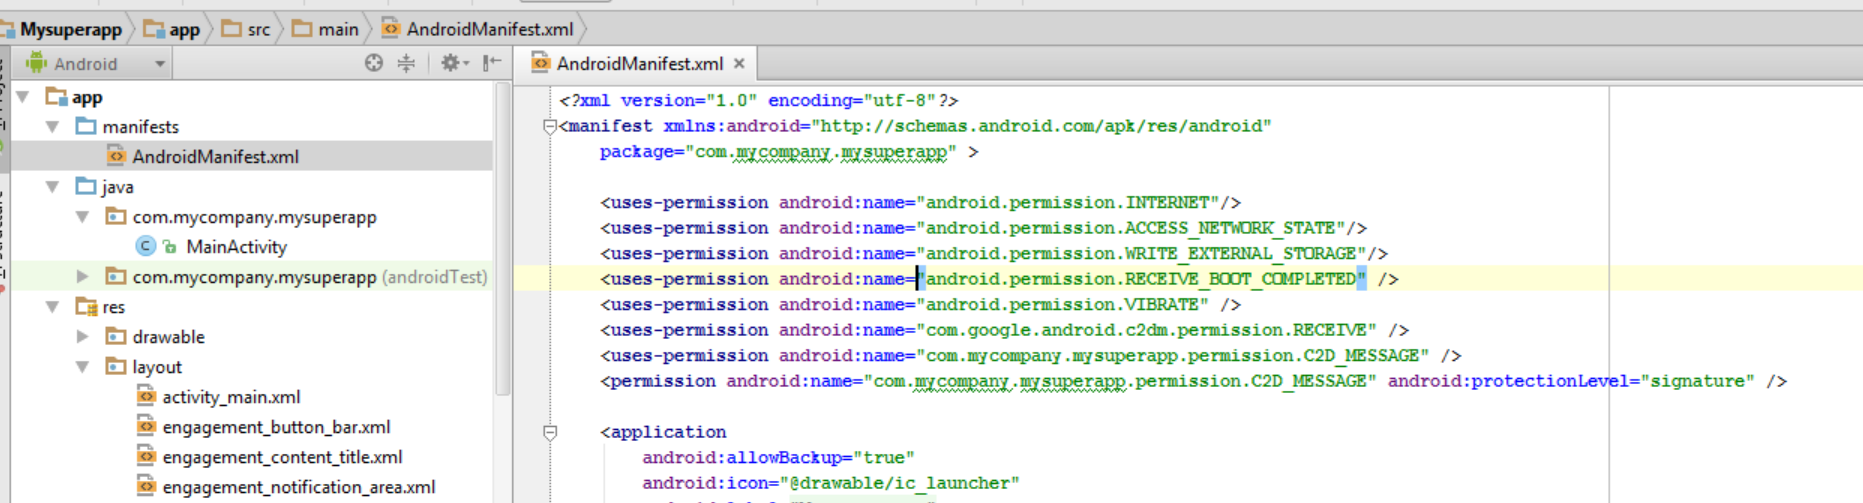 Mysuperapp app src main AndroidManifest.xml
Android
AndroidManifest.xml
app
manifests
AndroidManifest.xml
java
com.mycompany.mysuperapp
C MainActivity
com.mycompany.mysuperapp (androidTest)
res
drawable
layout
activity_main.xml
engagement_button_bar.xml
engagement_content_title.xml
engagement_notification_area.xml
<?xml version="1.0" encoding="utf-8"?>
<manifest xmlns:android="http://schemas.android.com/apk/res/android"
package="com.mycompany.mysuperapp" >
<uses-permission android:name="android.permission.INTERNET"/>
<uses-permission android:name="android.permission.ACCESS_NETWORK_STATE"/>
<uses-permission android:name="android.permission.WRITE_EXTERNAL_STORAGE"/>
<uses-permission android:name="android.permission.RECEIVE_BOOT_COMPLETED" />
<uses-permission android:name="android.permission.VIBRATE" />
<uses-permission android:name="com.google.android.c2dm.permission.RECEIVE" />
<uses-permission android:name="com.mycompany.mysuperapp.permission.C2D_MESSAGE" />
<permission android:name="com.mycompany.mysuperapp.permission.C2D_MESSAGE" android:protectionLevel="signature" />
<application
android:allowBackup="true"
android:icon="@drawable/ic_launcher"